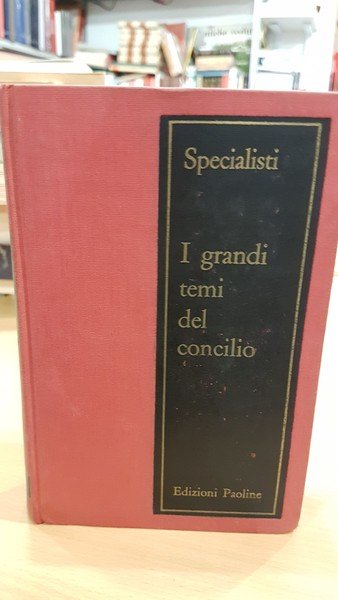 Specialisti
I grandi
temi
del
concilio
Edizioni Paoline